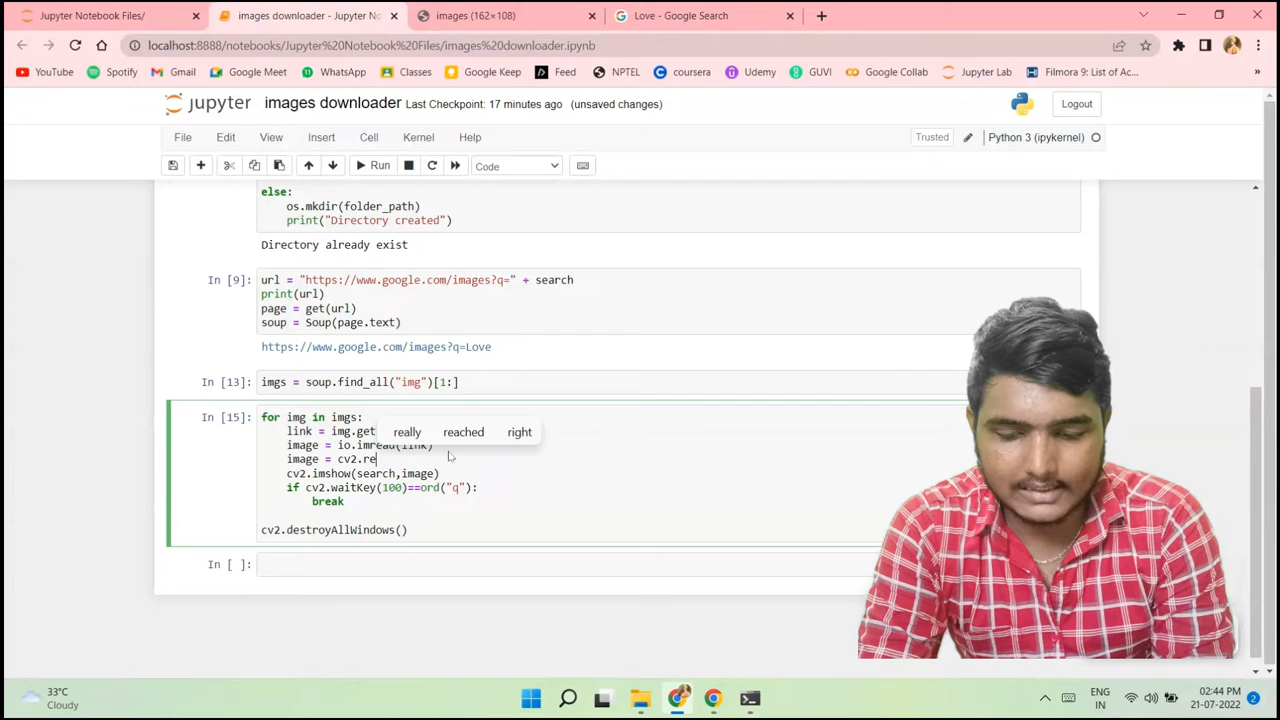 Jupyter Notebook Files/
images downloader - Jupyter No
images (162×108)
Love - Google Search
localhost:8888/notebooks/Jupyter%20Notebook%20Files/images%20downloader.ipynb
YouTube Spotify Gmail Google Meet WhatsApp Classes Google Keep Feed NPTEL coursera Udemy GUVI Google Collab Jupyter Lab Filmora 9: List of Ac... »
jupyter images downloader Last Checkpoint: 17 minutes ago (unsaved changes) Logout
File Edit View Insert Cell Kernel Help Trusted Python 3 (ipykernel)
Run Code
else:
os.mkdir(folder_path)
print("Directory created")
Directory already exist
In [9]: url = "https://www.google.com/images?q=" + search
print(url)
page = get(url)
soup = Soup(page.text)
https://www.google.com/images?q=Love
In [13]: imgs = soup.find_all("img")[1:]
In [15]: for img in imgs:
link = img.get
really reached right
image = io.imread(link)
image = cv2.re
cv2.imshow(search,image)
if cv2.waitKey(100)==ord("q"):
break
cv2.destroyAllWindows()
In [ ]:
33°C
Cloudy
ENG
IN
02:44 PM
21-07-2022
2